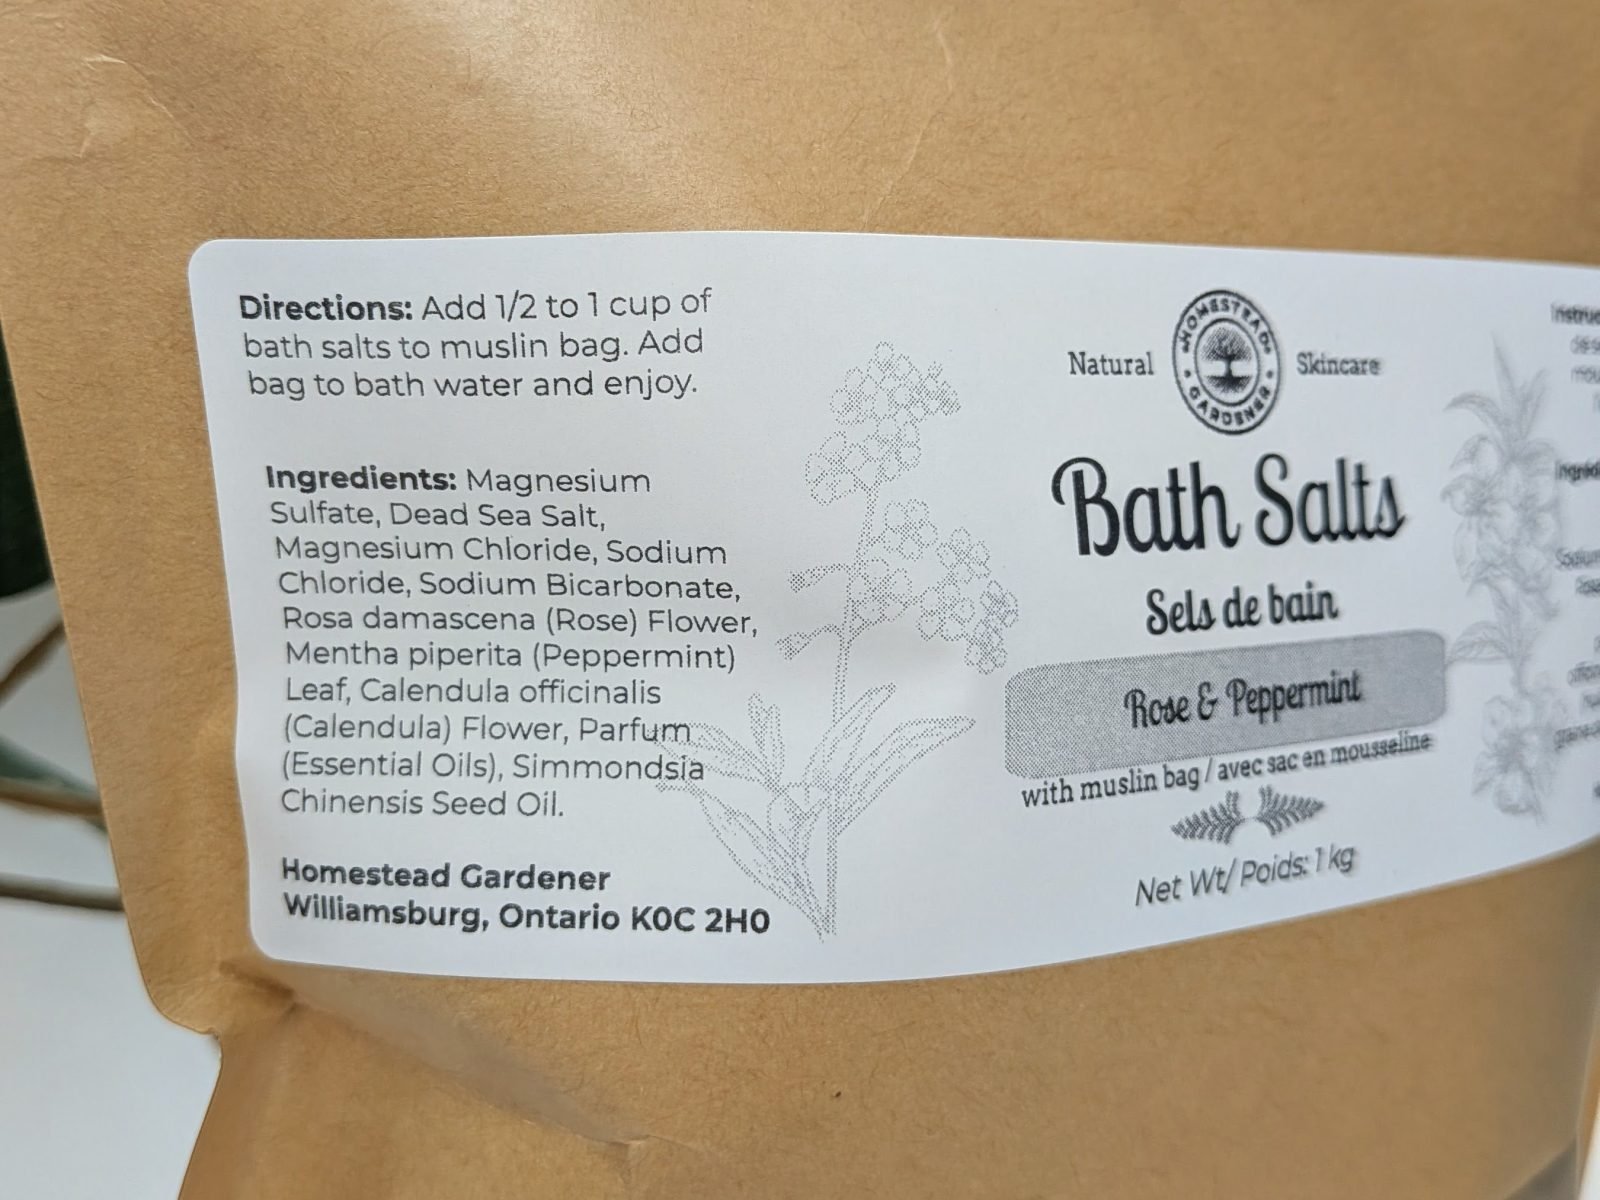 Directions: Add 1/2 to 1 cup of
bath salts to muslin bag. Add
bag to bath water and enjoy.
Ingredients: Magnesium
Sulfate, Dead Sea Salt,
Magnesium Chloride, Sodium
Chloride, Sodium Bicarbonate,
Rosa damascena (Rose) Flower,
Mentha piperita (Peppermint)
Leaf, Calendula officinalis
(Calendula) Flower, Parfum
(Essential Oils), Simmondsia
Chinensis Seed Oil.
Homestead Gardener
Williamsburg, Ontario K0C 2H0
Natural
HOMESTEAD
GARDENER
Skincare
Bath Salts
Sels de bain
Rose & Peppermint
with muslin bag / avec sac en mousseline
Net Wt/ Poids: 1 kg